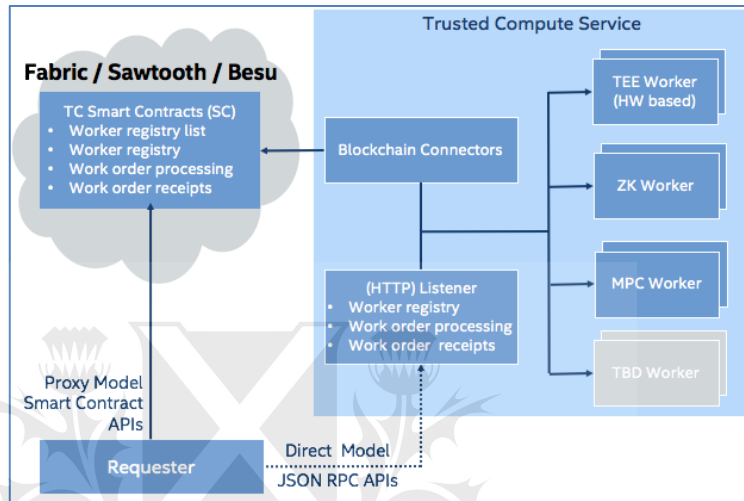 Trusted Compute Service
Fabric / Sawtooth / Besu
TC Smart Contracts (SC)
• Worker registry list
• Worker registry
• Work order processing
• Work order receipts
Blockchain Connectors
TEE Worker
(HW based)
ZK Worker
MPC Worker
TBD Worker
(HTTP) Listener
• Worker registry
• Work order processing
• Work order receipts
Proxy Model
Smart Contract
APIs
Requester
Direct Model
JSON RPC APIs